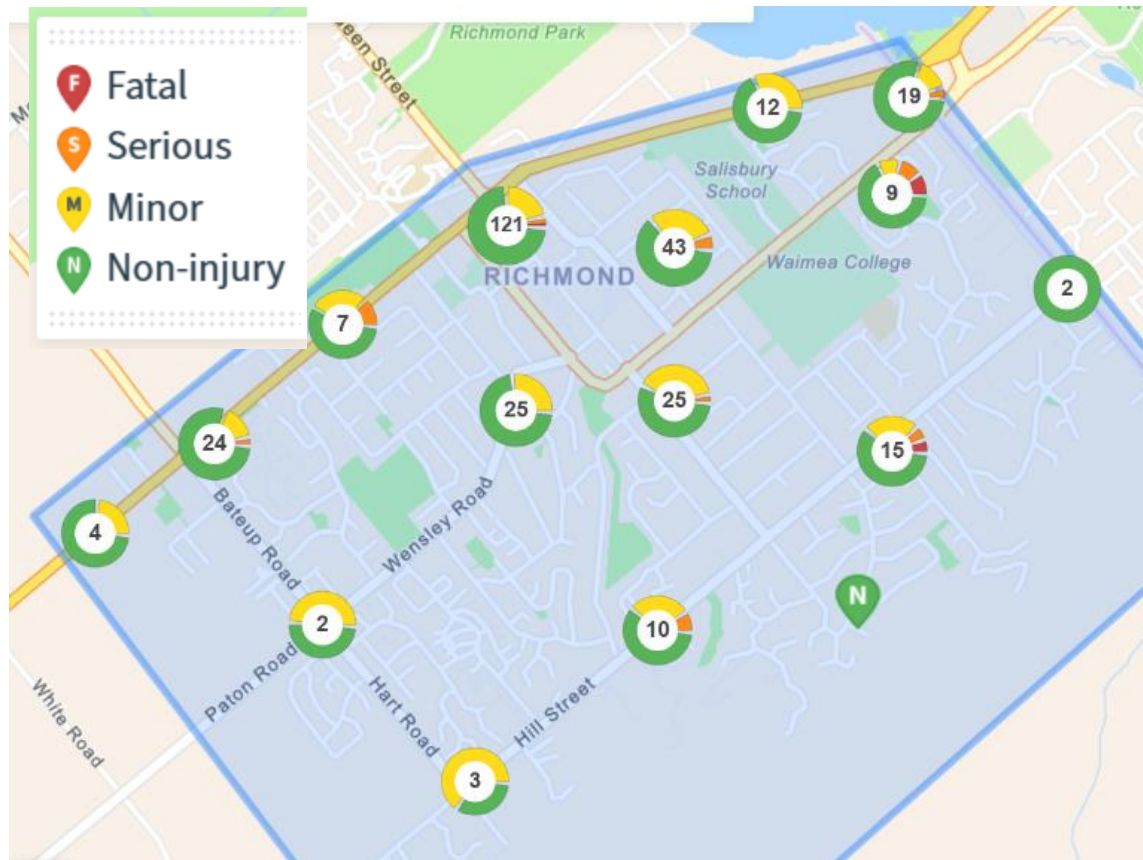 F Fatal
S Serious
M Minor
N Non-injury
Richmond Park
een Street
12
19
Salisbury
School
9
121
43
Waimea College
RICHMOND
2
7
25
25
24
15
4
Bateup Road
Wensley Road
N
2
10
Paton Road
Hart Road
Hill Street
White Road
3